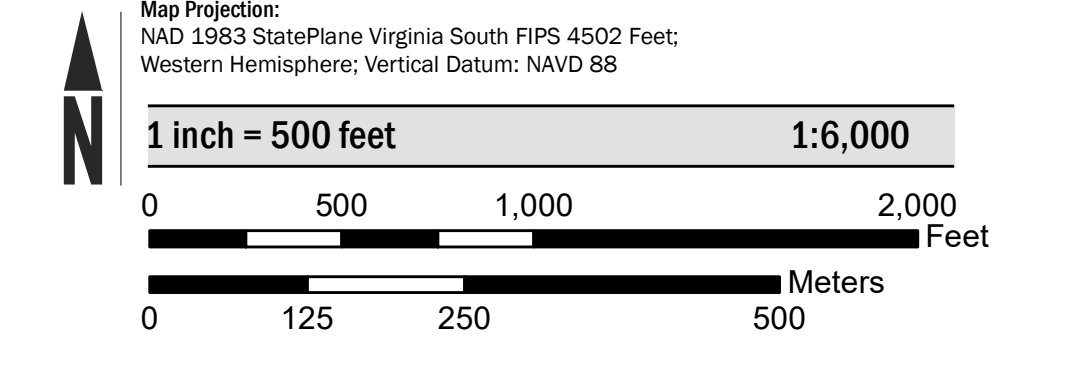 Map Projection:
NAD 1983 StatePlane Virginia South FIPS 4502 Feet;
Western Hemisphere; Vertical Datum: NAVD 88
N
1 inch = 500 feet 1:6,000
0 500 1,000 2,000
Feet
Meters
0 125 250 500